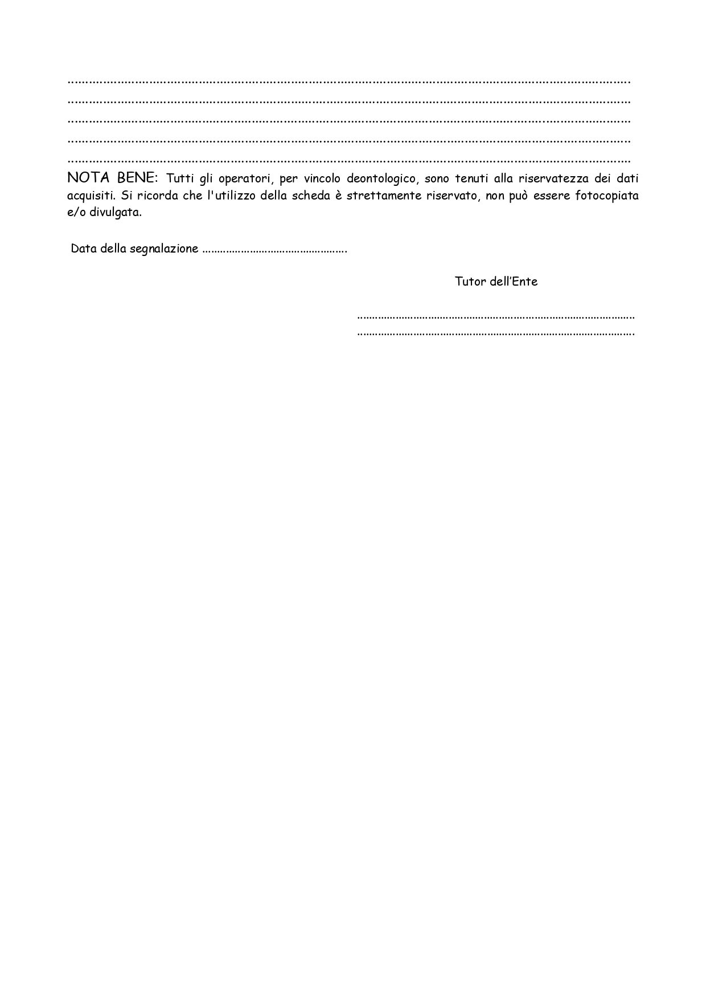 ..............................................................................................................................................................
..............................................................................................................................................................
..............................................................................................................................................................
..............................................................................................................................................................
..............................................................................................................................................................
NOTA BENE: Tutti gli operatori, per vincolo deontologico, sono tenuti alla riservatezza dei dati
acquisiti. Si ricorda che l'utilizzo della scheda è strettamente riservato, non può essere fotocopiata
e/o divulgata.
Data della segnalazione ................................................
Tutor dell’Ente
..............................................................................................
..............................................................................................